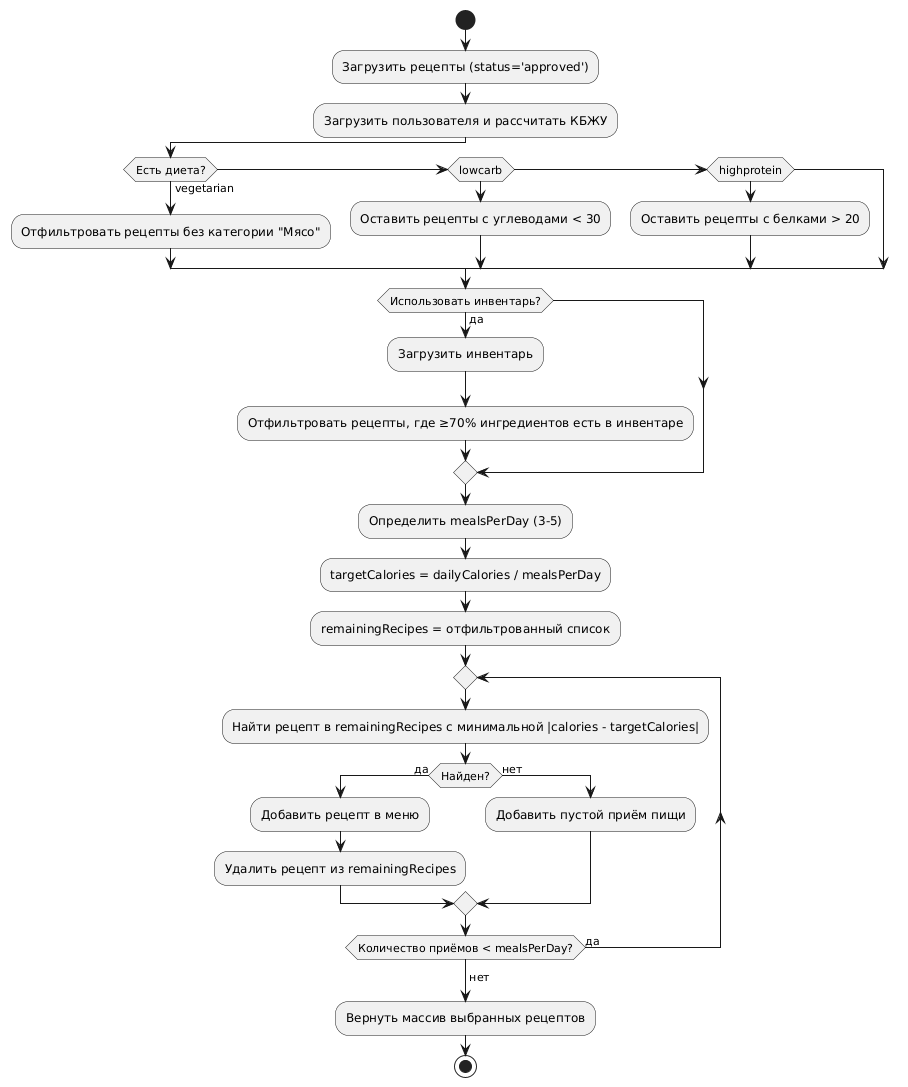 Загрузить рецепты (status='approved')
Загрузить пользователя и рассчитать КБЖУ
Есть диета?
lowcarb
highprotein
vegetarian
Отфильтровать рецепты без категории "Мясо"
Оставить рецепты с углеводами < 30
Оставить рецепты с белками > 20
Использовать инвентарь?
да
Загрузить инвентарь
Отфильтровать рецепты, где ≥70% ингредиентов есть в инвентаре
Определить mealsPerDay (3-5)
targetCalories = dailyCalories / mealsPerDay
remainingRecipes = отфильтрованный список
Найти рецепт в remainingRecipes с минимальной |calories - targetCalories|
да
Найден?
нет
Добавить рецепт в меню
Добавить пустой приём пищи
Удалить рецепт из remainingRecipes
Количество приёмов < mealsPerDay?
да
нет
Вернуть массив выбранных рецептов